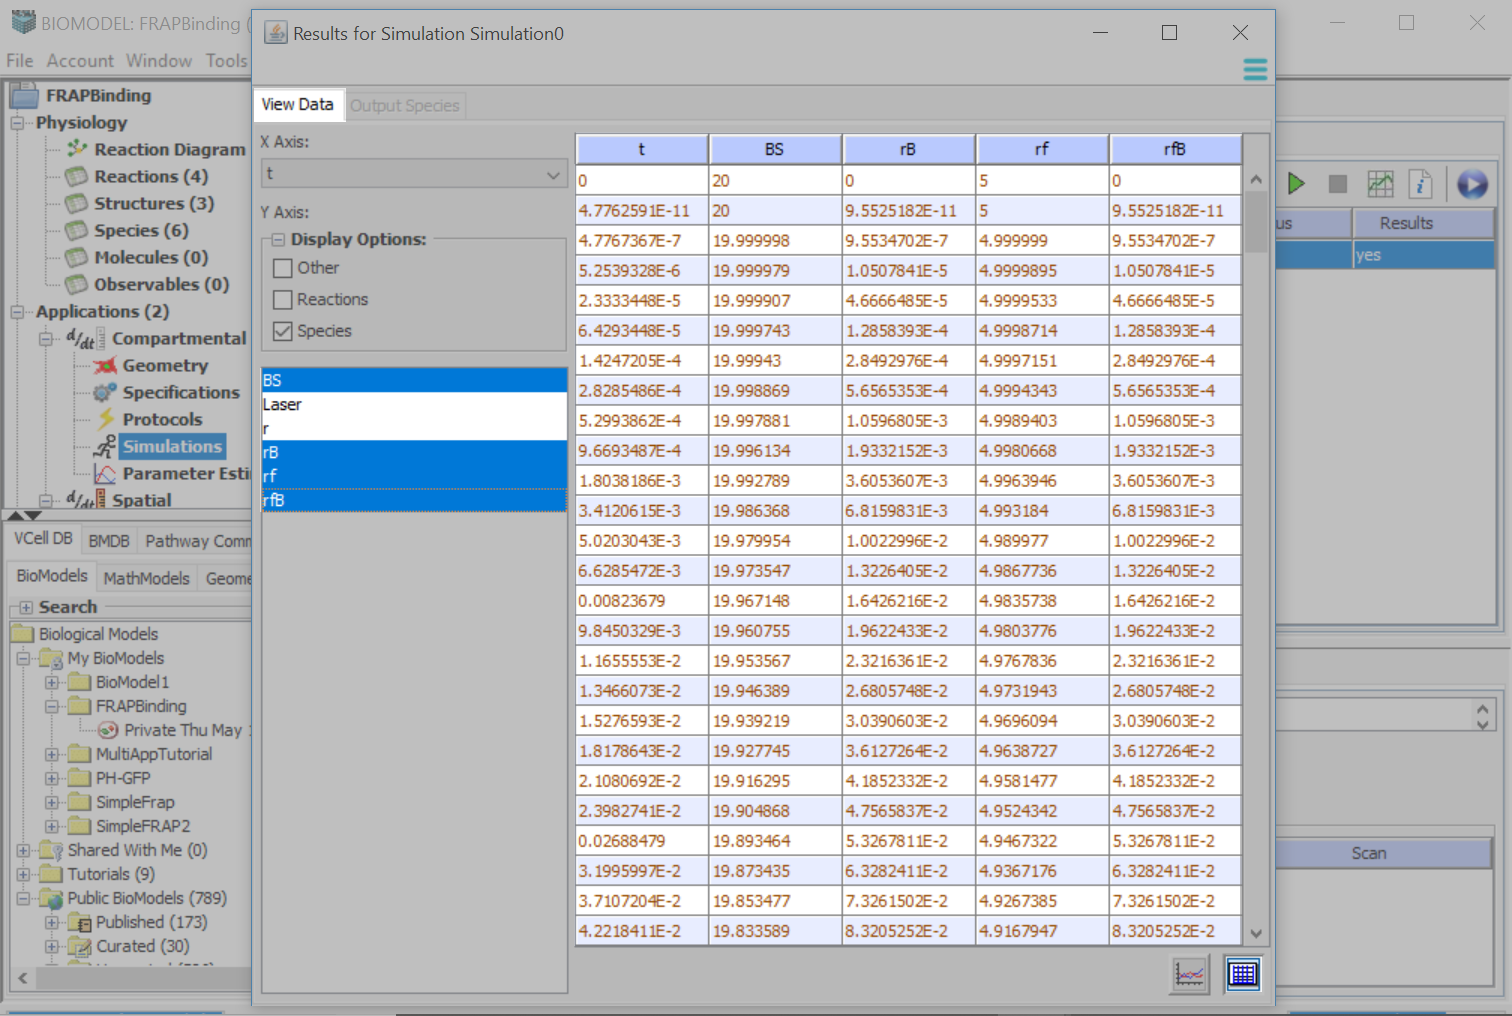 BIOMODEL: FRAPBinding (
File Account Window Tools
FRAPBinding
Physiology
Reaction Diagram
Reactions (4)
Structures (3)
Species (6)
Molecules (0)
Observables (0)
Applications (2)
d/dt Compartmental
Geometry
Specifications
Protocols
Simulations
Parameter Esti
d/dt Spatial
VCell DB BMDB Pathway Comm
BioModels MathModels Geome
Search
Biological Models
My BioModels
BioModel1
FRAPBinding
Private Thu May 1
MultiAppTutorial
PH-GFP
SimpleFrap
SimpleFRAP2
Shared With Me (0)
Tutorials (9)
Public BioModels (789)
Published (173)
Curated (30)
Results for Simulation Simulation0
View Data Output Species
X Axis:
t
Y Axis:
Display Options:
Other
Reactions
Species
BS
Laser
r
rB
rf
rfB
t BS rB rf rfB
0 20 0 5 0
4.7762591E-11 20 9.5525182E-11 5 9.5525182E-11
4.7767367E-7 19.999998 9.5534702E-7 4.999999 9.5534702E-7
5.2539328E-6 19.999979 1.0507841E-5 4.9999895 1.0507841E-5
2.3333448E-5 19.999907 4.6666485E-5 4.9999533 4.6666485E-5
6.4293448E-5 19.999743 1.2858393E-4 4.9998714 1.2858393E-4
1.4247205E-4 19.99943 2.8492976E-4 4.9997151 2.8492976E-4
2.8285486E-4 19.998869 5.6565353E-4 4.9994343 5.6565353E-4
5.2993862E-4 19.997881 1.0596805E-3 4.9989403 1.0596805E-3
9.6693487E-4 19.996134 1.9332152E-3 4.9980668 1.9332152E-3
1.8038186E-3 19.992789 3.6053607E-3 4.9963946 3.6053607E-3
3.4120615E-3 19.986368 6.8159831E-3 4.993184 6.8159831E-3
5.0203043E-3 19.979954 1.0022996E-2 4.989977 1.0022996E-2
6.6285472E-3 19.973547 1.3226405E-2 4.9867736 1.3226405E-2
0.00823679 19.967148 1.6426216E-2 4.9835738 1.6426216E-2
9.8450329E-3 19.960755 1.9622433E-2 4.9803776 1.9622433E-2
1.1655553E-2 19.953567 2.3216361E-2 4.9767836 2.3216361E-2
1.3466073E-2 19.946389 2.6805748E-2 4.9731943 2.6805748E-2
1.5276593E-2 19.939219 3.0390603E-2 4.9696094 3.0390603E-2
1.8178643E-2 19.927745 3.6127264E-2 4.9638727 3.6127264E-2
2.1080692E-2 19.916295 4.1852332E-2 4.9581477 4.1852332E-2
2.3982741E-2 19.904868 4.7565837E-2 4.9524342 4.7565837E-2
0.02688479 19.893464 5.3267811E-2 4.9467322 5.3267811E-2
3.1995997E-2 19.873435 6.3282411E-2 4.9367176 6.3282411E-2
3.7107204E-2 19.853477 7.3261502E-2 4.9267385 7.3261502E-2
4.2218411E-2 19.833589 8.3205252E-2 4.9167947 8.3205252E-2
us Results
yes
Scan